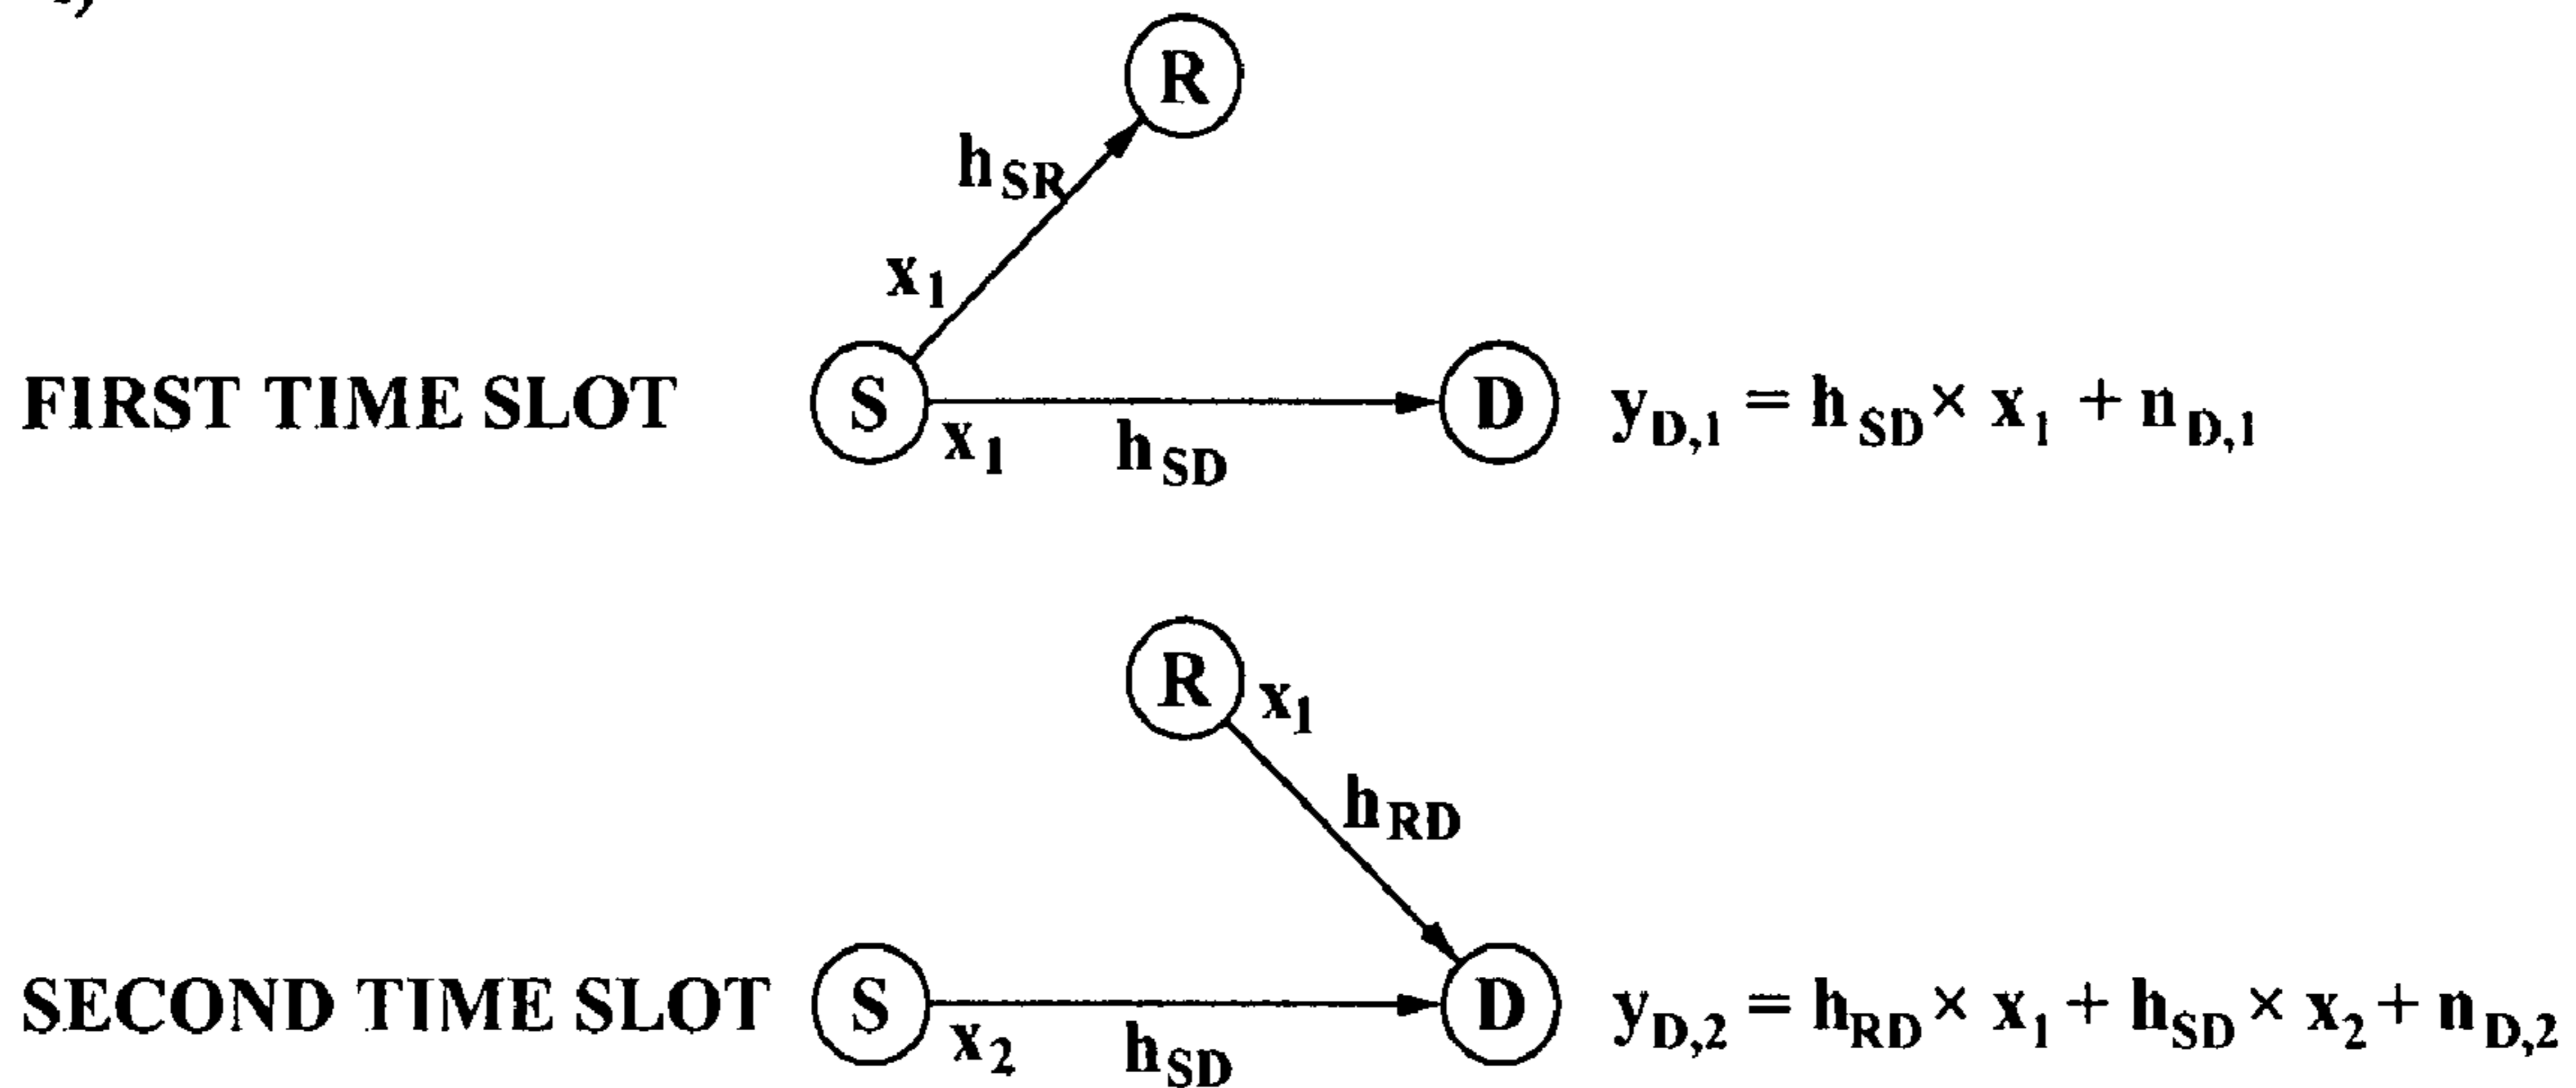 R
h_SR
x_1
FIRST TIME SLOT S D y_D,1 = h_SD × x_1 + n_D,1
x_1 h_SD
R x_1
h_RD
SECOND TIME SLOT S D y_D,2 = h_RD × x_1 + h_SD × x_2 + n_D,2
x_2 h_SD